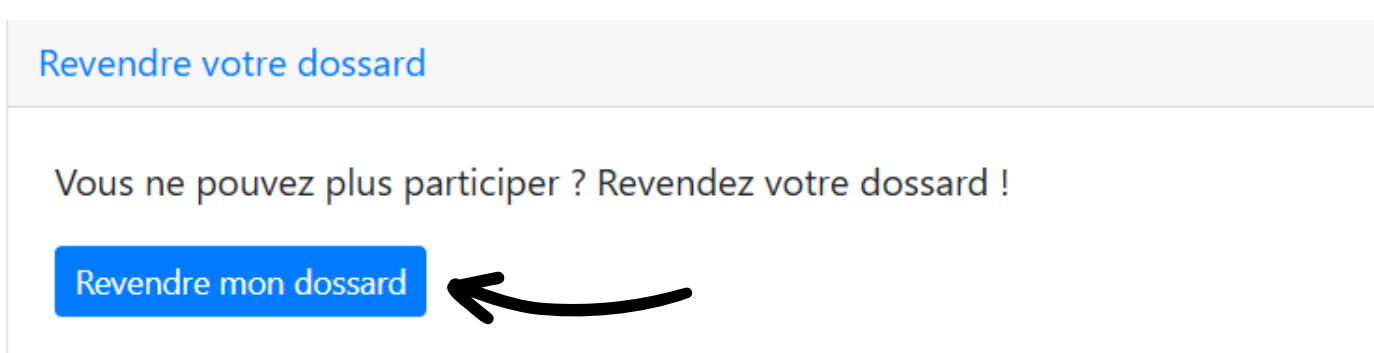 Revendre votre dossard
Vous ne pouvez plus participer ? Revendez votre dossard !
Revendre mon dossard